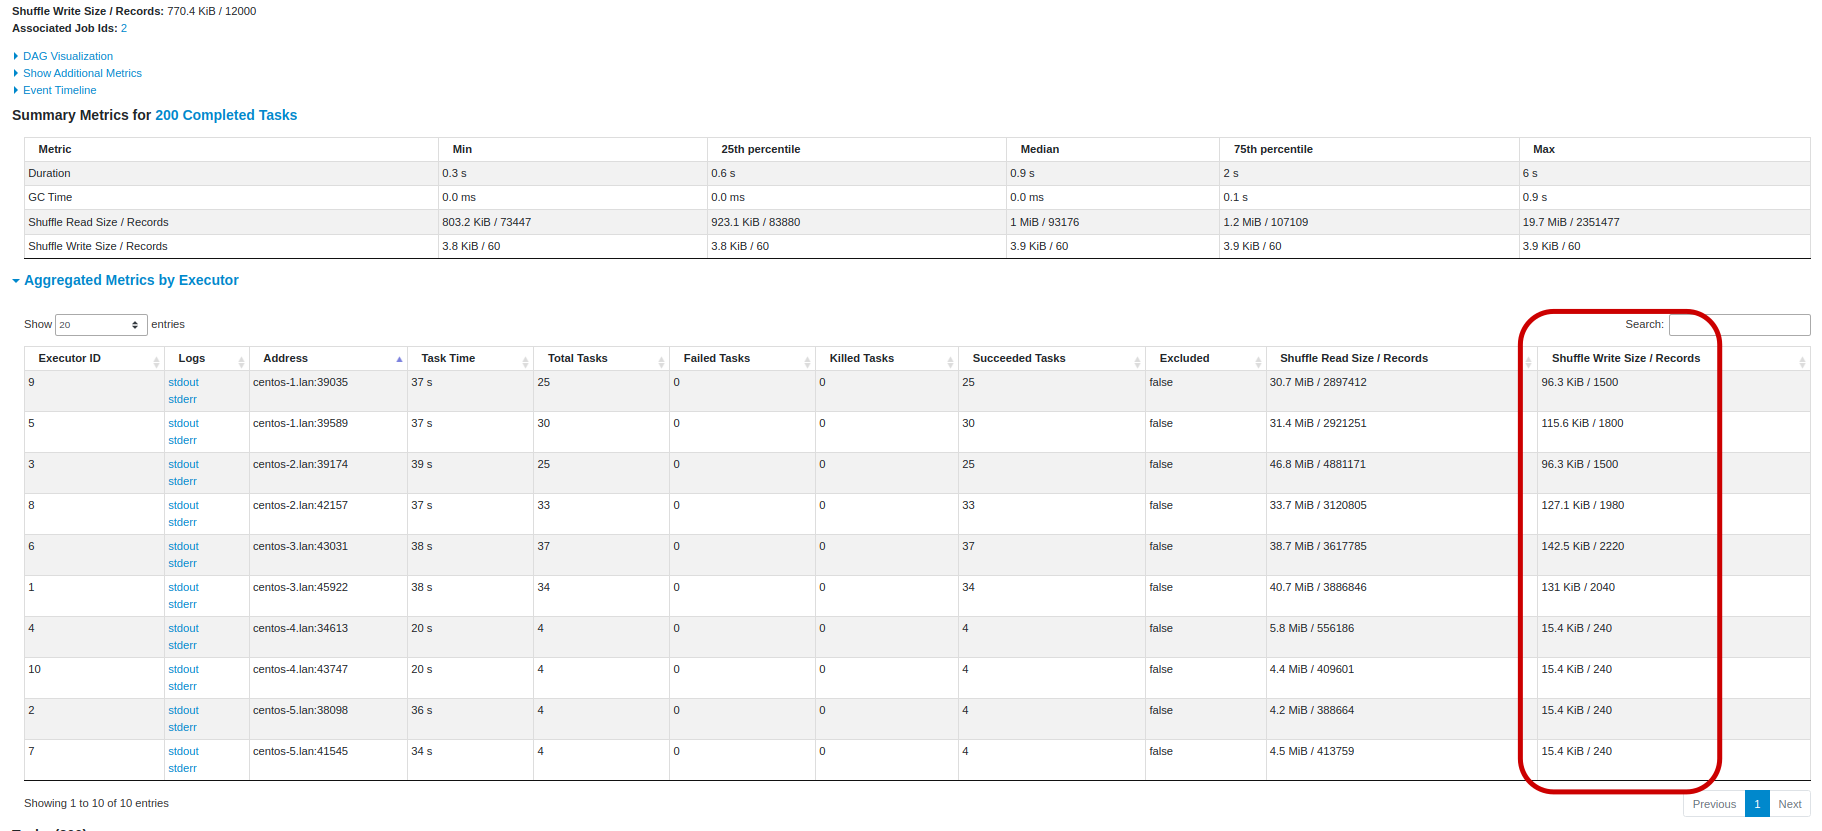 Shuffle Write Size / Records: 770.4 KiB / 12000
Associated Job Ids: 2
DAG Visualization
Show Additional Metrics
Event Timeline
Summary Metrics for 200 Completed Tasks
Metric Min 25th percentile Median 75th percentile Max
Duration 0.3 s 0.6 s 0.9 s 2 s 6 s
GC Time 0.0 ms 0.0 ms 0.0 ms 0.1 s 0.9 s
Shuffle Read Size / Records 803.2 KiB / 73447 923.1 KiB / 83880 1 MiB / 93176 1.2 MiB / 107109 19.7 MiB / 2351477
Shuffle Write Size / Records 3.8 KiB / 60 3.8 KiB / 60 3.9 KiB / 60 3.9 KiB / 60 3.9 KiB / 60
Aggregated Metrics by Executor
Show 20 entries Search:
Executor ID Logs Address Task Time Total Tasks Failed Tasks Killed Tasks Succeeded Tasks Excluded Shuffle Read Size / Records Shuffle Write Size / Records
9 stdout centos-1.lan:39035 37 s 25 0 0 25 false 30.7 MiB / 2897412 96.3 KiB / 1500
stderr
5 stdout centos-1.lan:39589 37 s 30 0 0 30 false 31.4 MiB / 2921251 115.6 KiB / 1800
stderr
3 stdout centos-2.lan:39174 39 s 25 0 0 25 false 46.8 MiB / 4881171 96.3 KiB / 1500
stderr
8 stdout centos-2.lan:42157 37 s 33 0 0 33 false 33.7 MiB / 3120805 127.1 KiB / 1980
stderr
6 stdout centos-3.lan:43031 38 s 37 0 0 37 false 38.7 MiB / 3617785 142.5 KiB / 2220
stderr
1 stdout centos-3.lan:45922 38 s 34 0 0 34 false 40.7 MiB / 3886846 131 KiB / 2040
stderr
4 stdout centos-4.lan:34613 20 s 4 0 0 4 false 5.8 MiB / 556186 15.4 KiB / 240
stderr
10 stdout centos-4.lan:43747 20 s 4 0 0 4 false 4.4 MiB / 409601 15.4 KiB / 240
stderr
2 stdout centos-5.lan:38098 36 s 4 0 0 4 false 4.2 MiB / 388664 15.4 KiB / 240
stderr
7 stdout centos-5.lan:41545 34 s 4 0 0 4 false 4.5 MiB / 413759 15.4 KiB / 240
stderr
Showing 1 to 10 of 10 entries Previous 1 Next